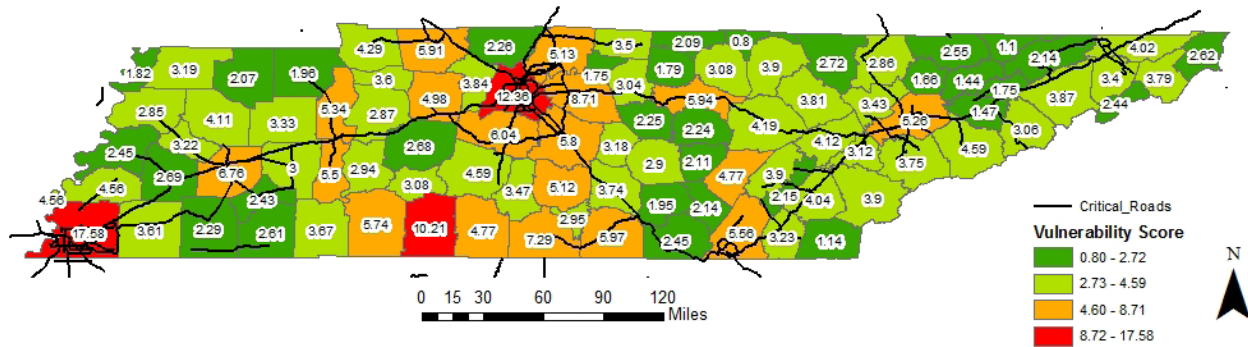 4.29 5.91 2.26 5.13 3.5 2.09 0.8 2.72 2.86 2.55 1.1 2.14 4.02 2.62
1.82 3.19 2.07 1.96 3.6 3.84 1.75 3.04 1.79 3.08 3.9 1.66 1.44 1.75 3.4 3.79
2.85 4.11 3.33 5.34 2.87 4.98 12.36 8.71 5.94 3.81 3.43 5.26 1.47 3.87 2.44
3.22 6.04 5.8 2.25 2.24 4.19 4.12 3.12 3.75 4.59 3.06
2.45 2.69 6.76 3 5.5 2.94 2.68 3.18 2.9 2.11
4.56 4.56 2.43 3.08 4.59 3.47 5.12 3.74 4.77 3.9 2.15 4.04 3.9
17.58 3.61 2.29 2.61 3.67 5.74 10.21 4.77 7.29 2.95 5.97 1.95 2.14 2.45 5.56 3.23 1.14
Critical_Roads
Vulnerability Score
0.80 - 2.72
2.73 - 4.59
4.60 - 8.71
8.72 - 17.58
N
0 15 30 60 90 120
Miles